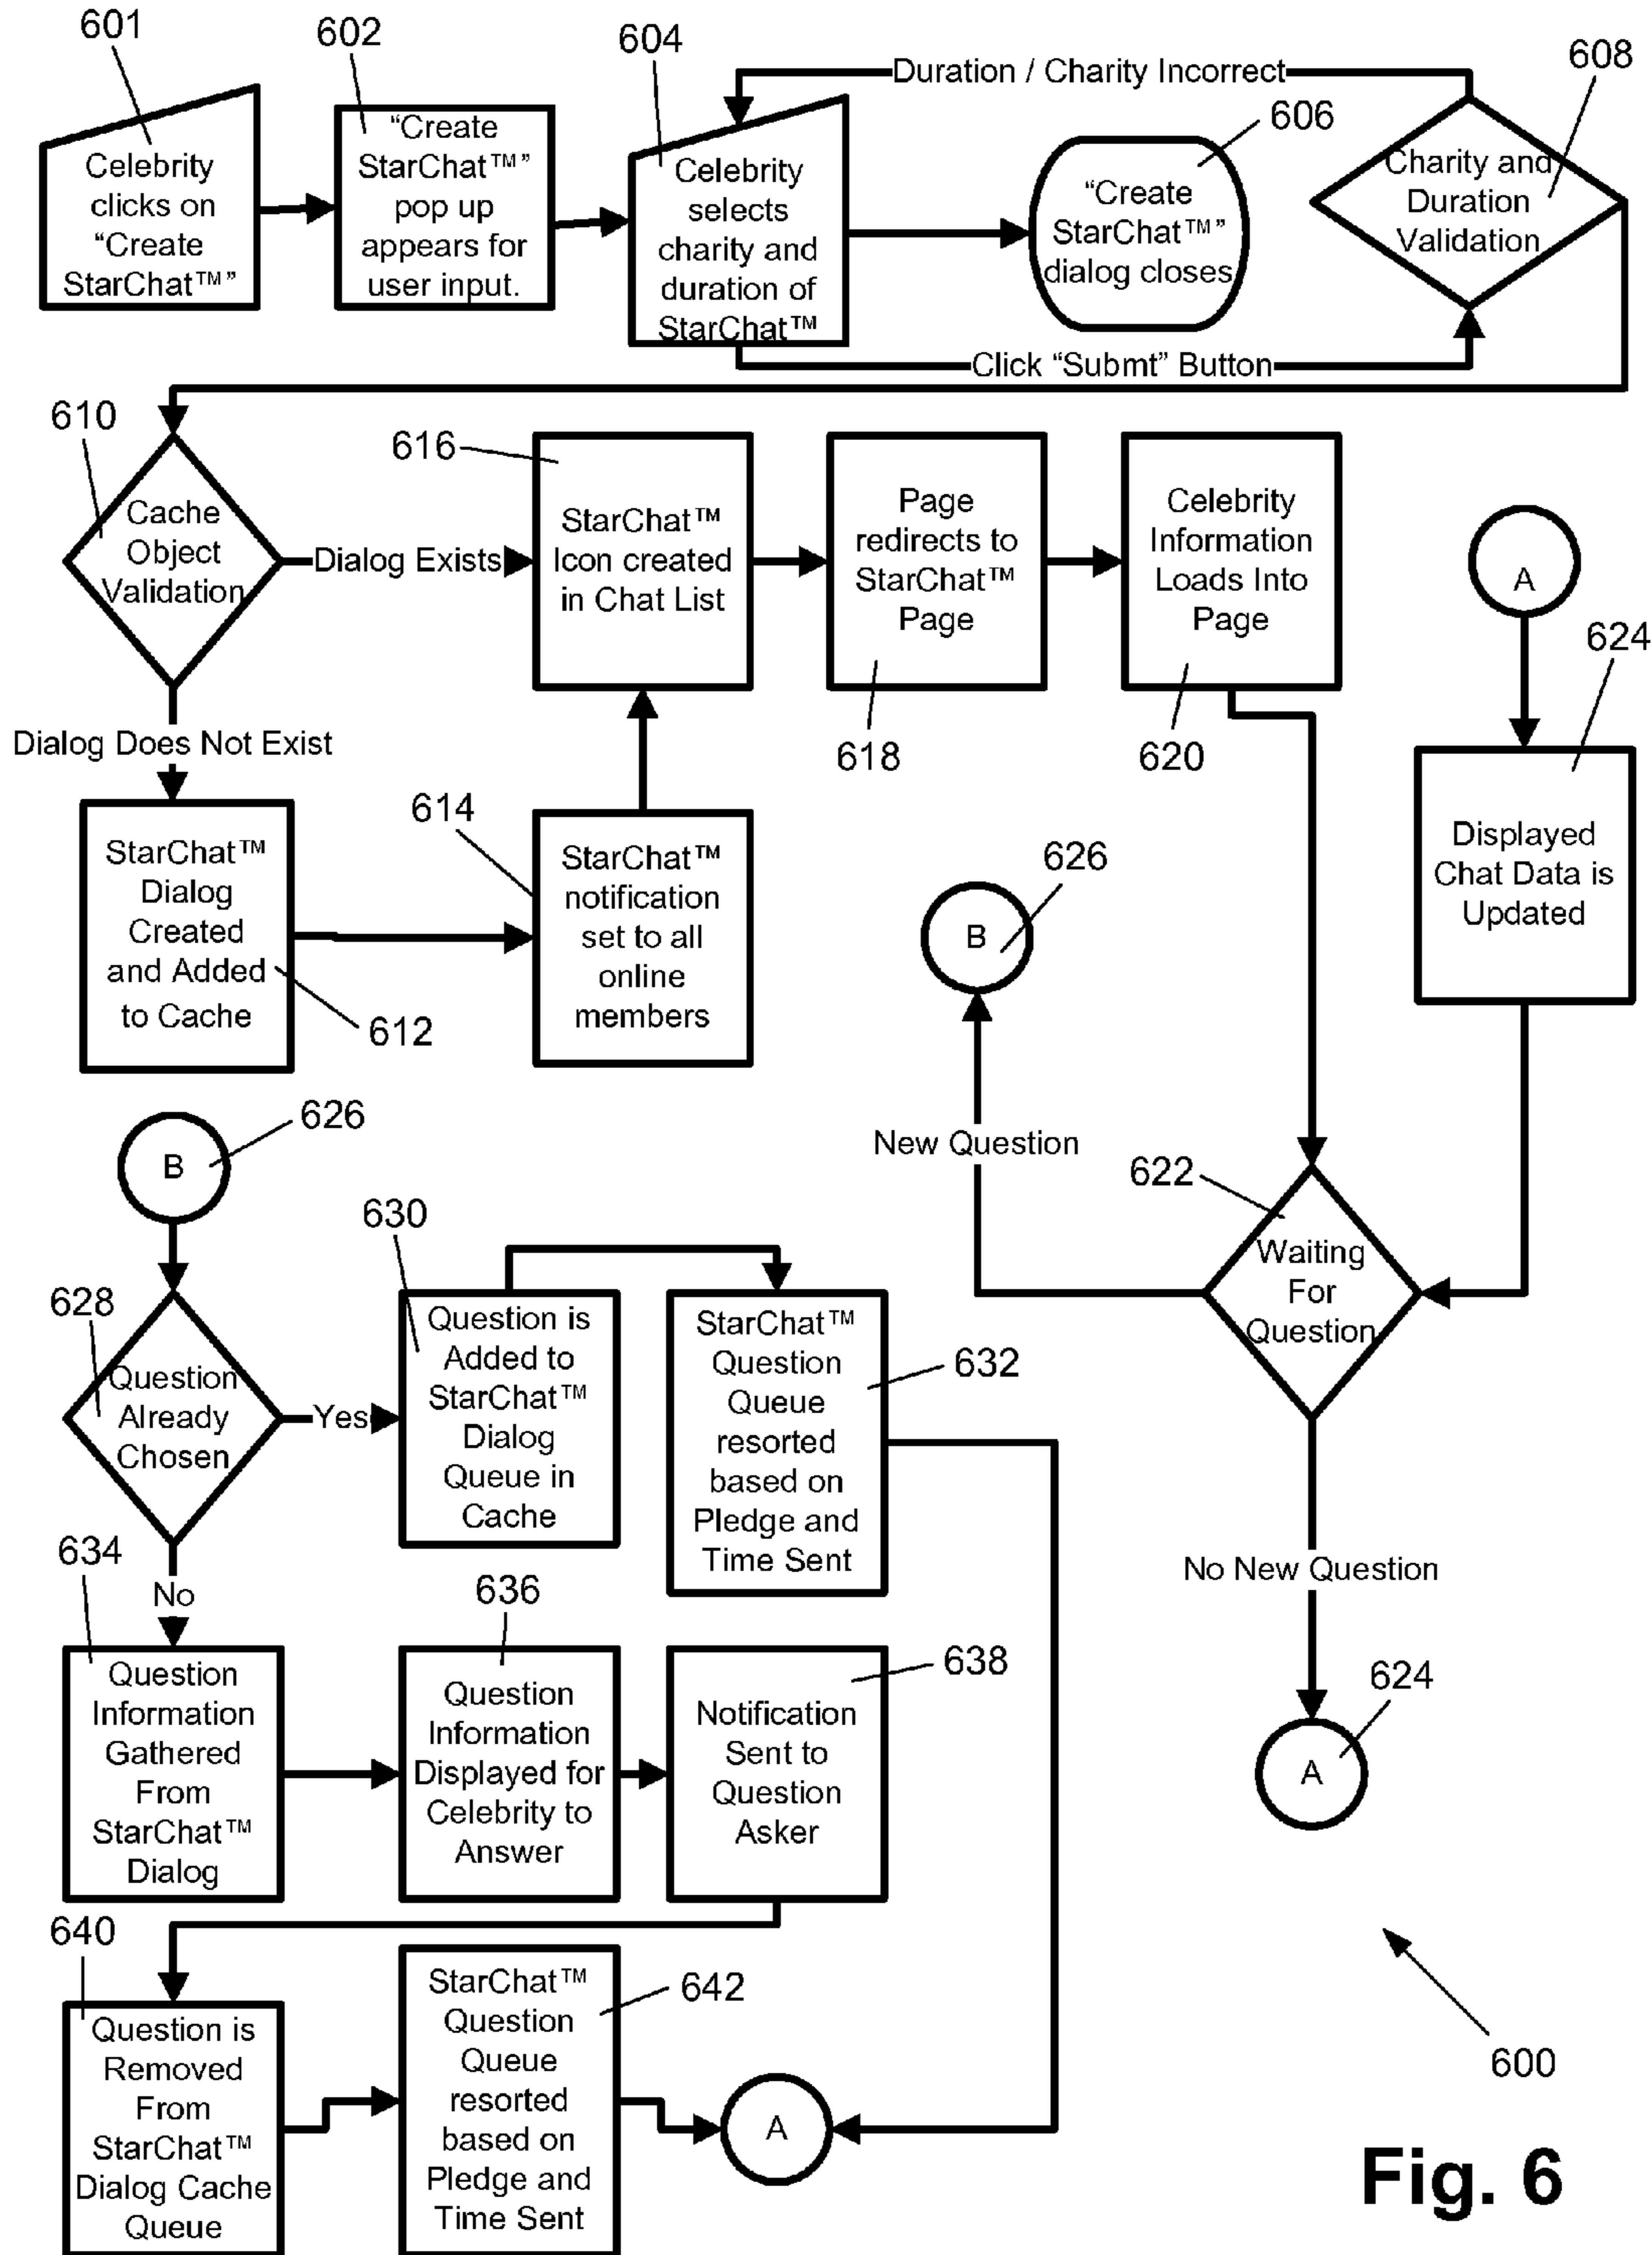 601
602
604
608
Duration / Charity Incorrect
606
Celebrity
clicks on
“Create
StarChat™”
“Create
StarChat™”
pop up
appears for
user input.
Celebrity
selects
charity and
duration of
StarChat™
“Create
StarChat™”
dialog closes
Charity and
Duration
Validation
Click “Submt” Button
610
Cache
Object
Validation
Dialog Exists
616
StarChat™
Icon created
in Chat List
Page
redirects to
StarChat™
Page
618
Celebrity
Information
Loads Into
Page
620
A
624
Displayed
Chat Data is
Updated
Dialog Does Not Exist
StarChat™
Dialog
Created
and Added
to Cache
612
614
StarChat™
notification
set to all
online
members
626
B
New Question
622
Waiting
For
Question
No New Question
624
A
626
B
628
Question
Already
Chosen
Yes
630
Question is
Added to
StarChat™
Dialog
Queue in
Cache
StarChat™
Question
Queue
resorted
based on
Pledge and
Time Sent
632
No
634
Question
Information
Gathered
From
StarChat™
Dialog
636
Question
Information
Displayed for
Celebrity to
Answer
638
Notification
Sent to
Question
Asker
640
Question is
Removed
From
StarChat™
Dialog Cache
Queue
StarChat™
Question
Queue
resorted
based on
Pledge and
Time Sent
642
A
600
Fig. 6